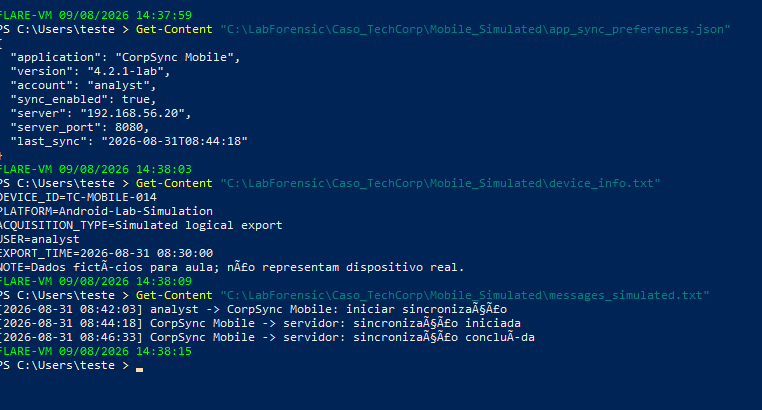 FLARE-VM 09/08/2026 14:37:59
PS C:\Users\teste > Get-Content "C:\LabForensic\Caso_TechCorp\Mobile_Simulated\app_sync_preferences.json"
{
  "application": "CorpSync Mobile",
  "version": "4.2.1-lab",
  "account": "analyst",
  "sync_enabled": true,
  "server": "192.168.56.20",
  "server_port": 8080,
  "last_sync": "2026-08-31T08:44:18"
}
FLARE-VM 09/08/2026 14:38:03
PS C:\Users\teste > Get-Content "C:\LabForensic\Caso_TechCorp\Mobile_Simulated\device_info.txt"
DEVICE_ID=TC-MOBILE-014
PLATFORM=Android-Lab-Simulation
ACQUISITION_TYPE=Simulated logical export
USER=analyst
EXPORT_TIME=2026-08-31 08:30:00
NOTE=Dados fictÃ­cios para aula; nÃ£o representam dispositivo real.
FLARE-VM 09/08/2026 14:38:09
PS C:\Users\teste > Get-Content "C:\LabForensic\Caso_TechCorp\Mobile_Simulated\messages_simulated.txt"
[2026-08-31 08:42:03] analyst -> CorpSync Mobile: iniciar sincronizaÃ§Ã£o
[2026-08-31 08:44:18] CorpSync Mobile -> servidor: sincronizaÃ§Ã£o iniciada
[2026-08-31 08:46:33] CorpSync Mobile -> servidor: sincronizaÃ§Ã£o concluÃ­da
FLARE-VM 09/08/2026 14:38:15
PS C:\Users\teste >